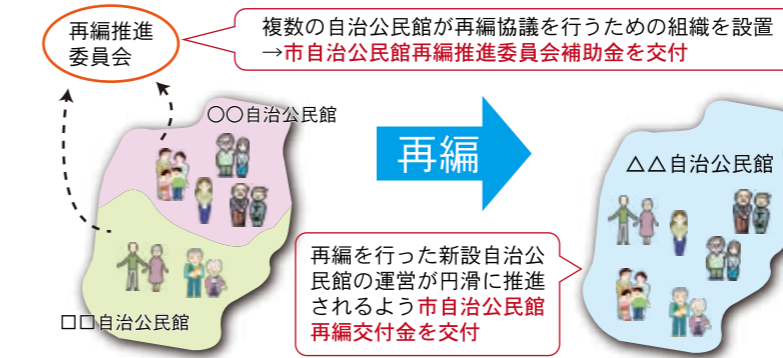 再編推進
委員会
複数の自治公民館が再編協議を行うための組織を設置
→市自治公民館再編推進委員会補助金を交付
〇〇自治公民館
再編
△△自治公民館
再編を行った新設自治公
民館の運営が円滑に推進
されるよう市自治公民館
再編交付金を交付
□□自治公民館